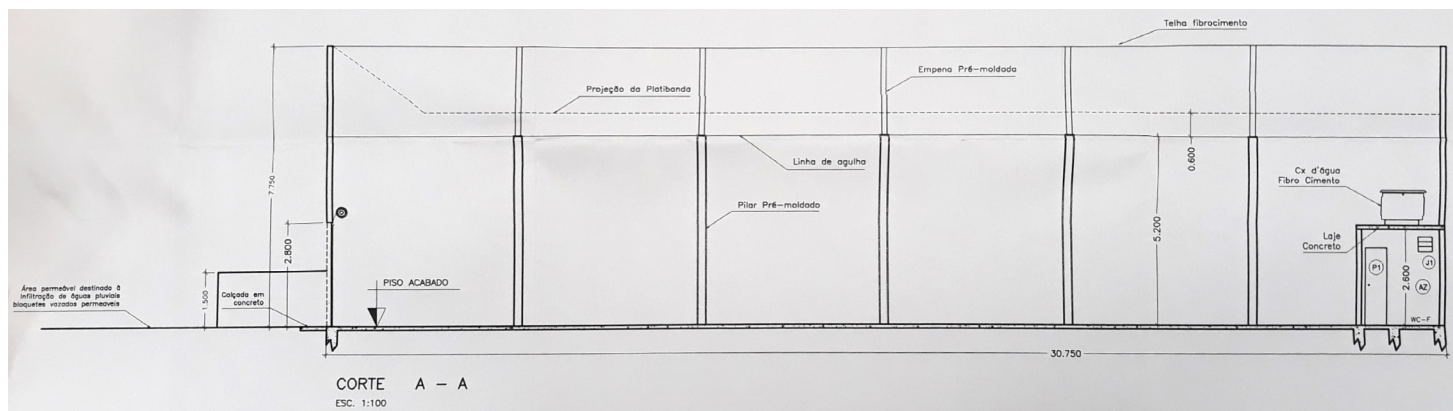 Telha fibrocimento
Empena Pré-moldada
Projeção da Platibanda
Linha de agulha
0.600
Cx d'água
Fibro Cimento
7.750
Pilar Pré-moldado
5.200
2.800
Laje
Concreto
P1
J1
2.600
AZ
PISO ACABADO
Área permeável destinada à
infiltração de águas pluviais
bloquetes vazados permeaveis
1.500
Calçada em
concreto
WC-F
30.750
CORTE A - A
ESC. 1:100